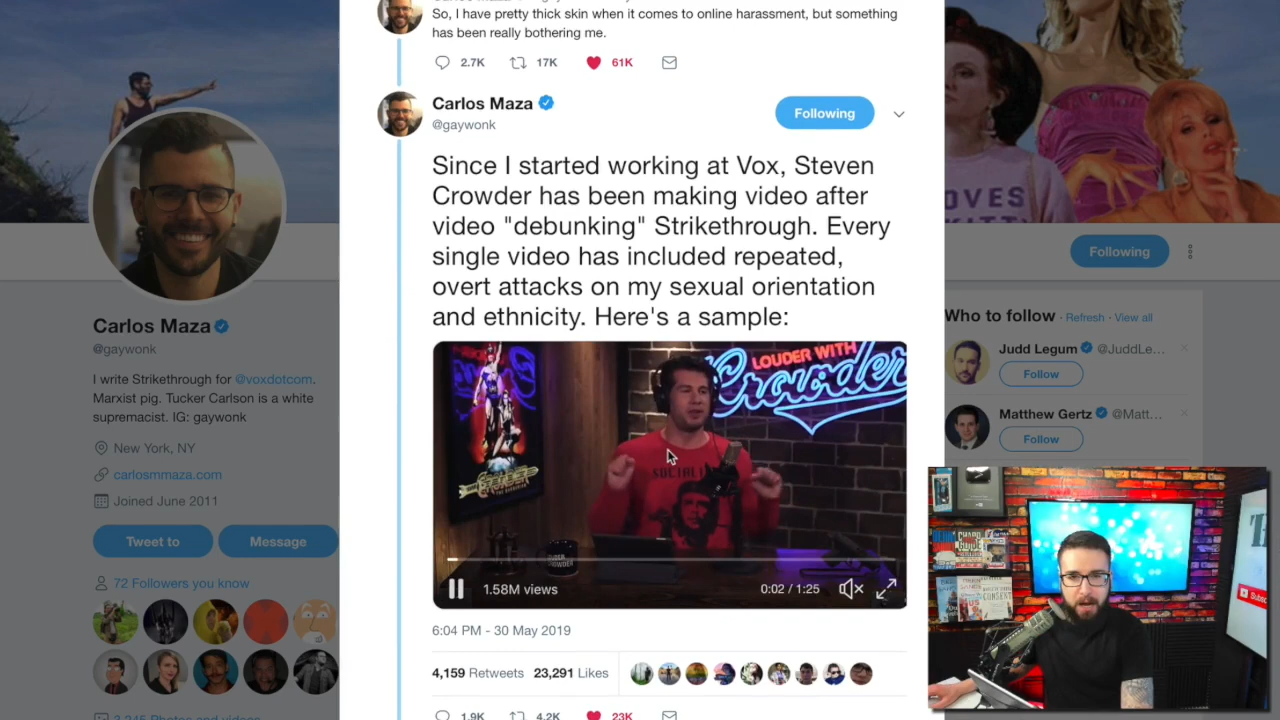 So, I have pretty thick skin when it comes to online harassment, but something
has been really bothering me.
2.7K 17K 61K
Carlos Maza
@gaywonk
Following
Since I started working at Vox, Steven
Crowder has been making video after
video "debunking" Strikethrough. Every
single video has included repeated,
overt attacks on my sexual orientation
and ethnicity. Here's a sample:
LOUDER WITH
Crowder
1.58M views
0:02 / 1:25
6:04 PM - 30 May 2019
4,159 Retweets 23,291 Likes
1.9K 4.2K 23K
Carlos Maza
@gaywonk
I write Strikethrough for @voxdotcom.
Marxist pig. Tucker Carlson is a white
supremacist. IG: gaywonk
New York, NY
carlosmmaza.com
Joined June 2011
Tweet to
Message
72 Followers you know
Following
Who to follow · Refresh · View all
Judd Legum @JuddLe...
Follow
Matthew Gertz @Matt...
Follow